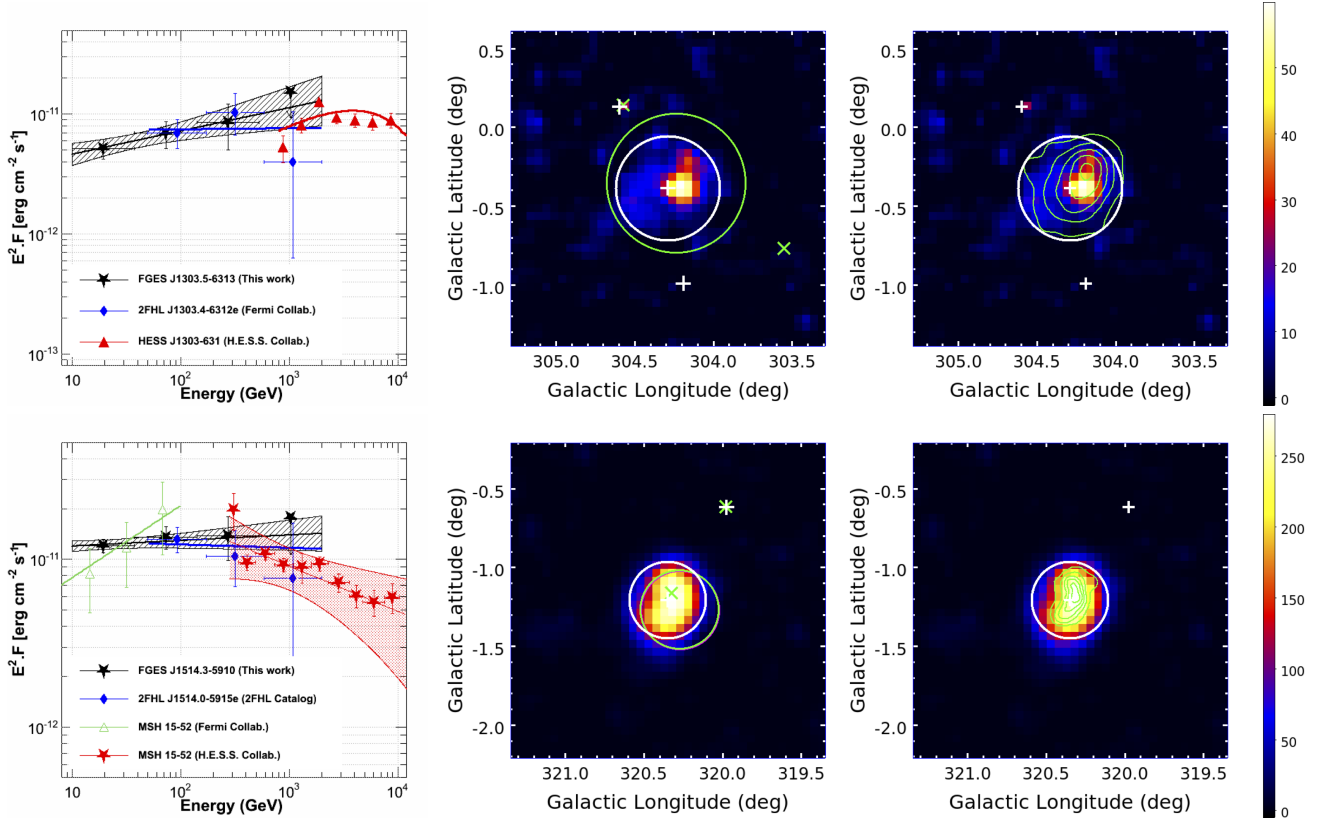 E².F [erg cm⁻² s⁻¹]
10⁻¹¹
10⁻¹²
10⁻¹³
FGES J1303.5-6313 (This work)
2FHL J1303.4-6312e (Fermi Collab.)
HESS J1303-631 (H.E.S.S. Collab.)
10 10² 10³ 10⁴
Energy (GeV)
Galactic Latitude (deg)
0.5
0.0
-0.5
-1.0
305.0 304.5 304.0 303.5
Galactic Longitude (deg)
Galactic Latitude (deg)
0.5
0.0
-0.5
-1.0
305.0 304.5 304.0 303.5
Galactic Longitude (deg)
50
40
30
20
10
0
E².F [erg cm⁻² s⁻¹]
10⁻¹¹
10⁻¹²
FGES J1514.3-5910 (This work)
2FHL J1514.0-5915e (2FHL Catalog)
MSH 15-52 (Fermi Collab.)
MSH 15-52 (H.E.S.S. Collab.)
10 10² 10³ 10⁴
Energy (GeV)
Galactic Latitude (deg)
-0.5
-1.0
-1.5
-2.0
321.0 320.5 320.0 319.5
Galactic Longitude (deg)
Galactic Latitude (deg)
-0.5
-1.0
-1.5
-2.0
321.0 320.5 320.0 319.5
Galactic Longitude (deg)
250
200
150
100
50
0